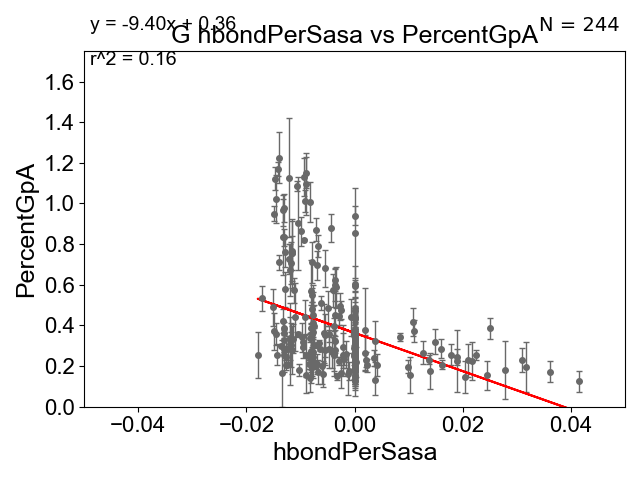 y = -9.40x + 0.36
G hbondPerSasa vs PercentGpA
N = 244
r^2 = 0.16
1.6
1.4
1.2
1.0
0.8
0.6
0.4
0.2
0.0
PercentGpA
−0.04
−0.02
0.00
0.02
0.04
hbondPerSasa